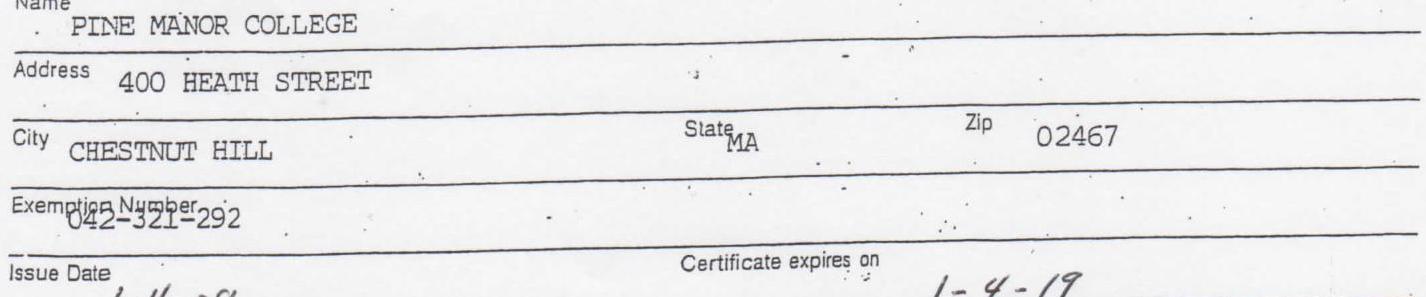 Name
PINE MANOR COLLEGE
Address 400 HEATH STREET
City CHESTNUT HILL State MA Zip 02467
Exemption Number 042-321-292
Issue Date Certificate expires on 1-4-19